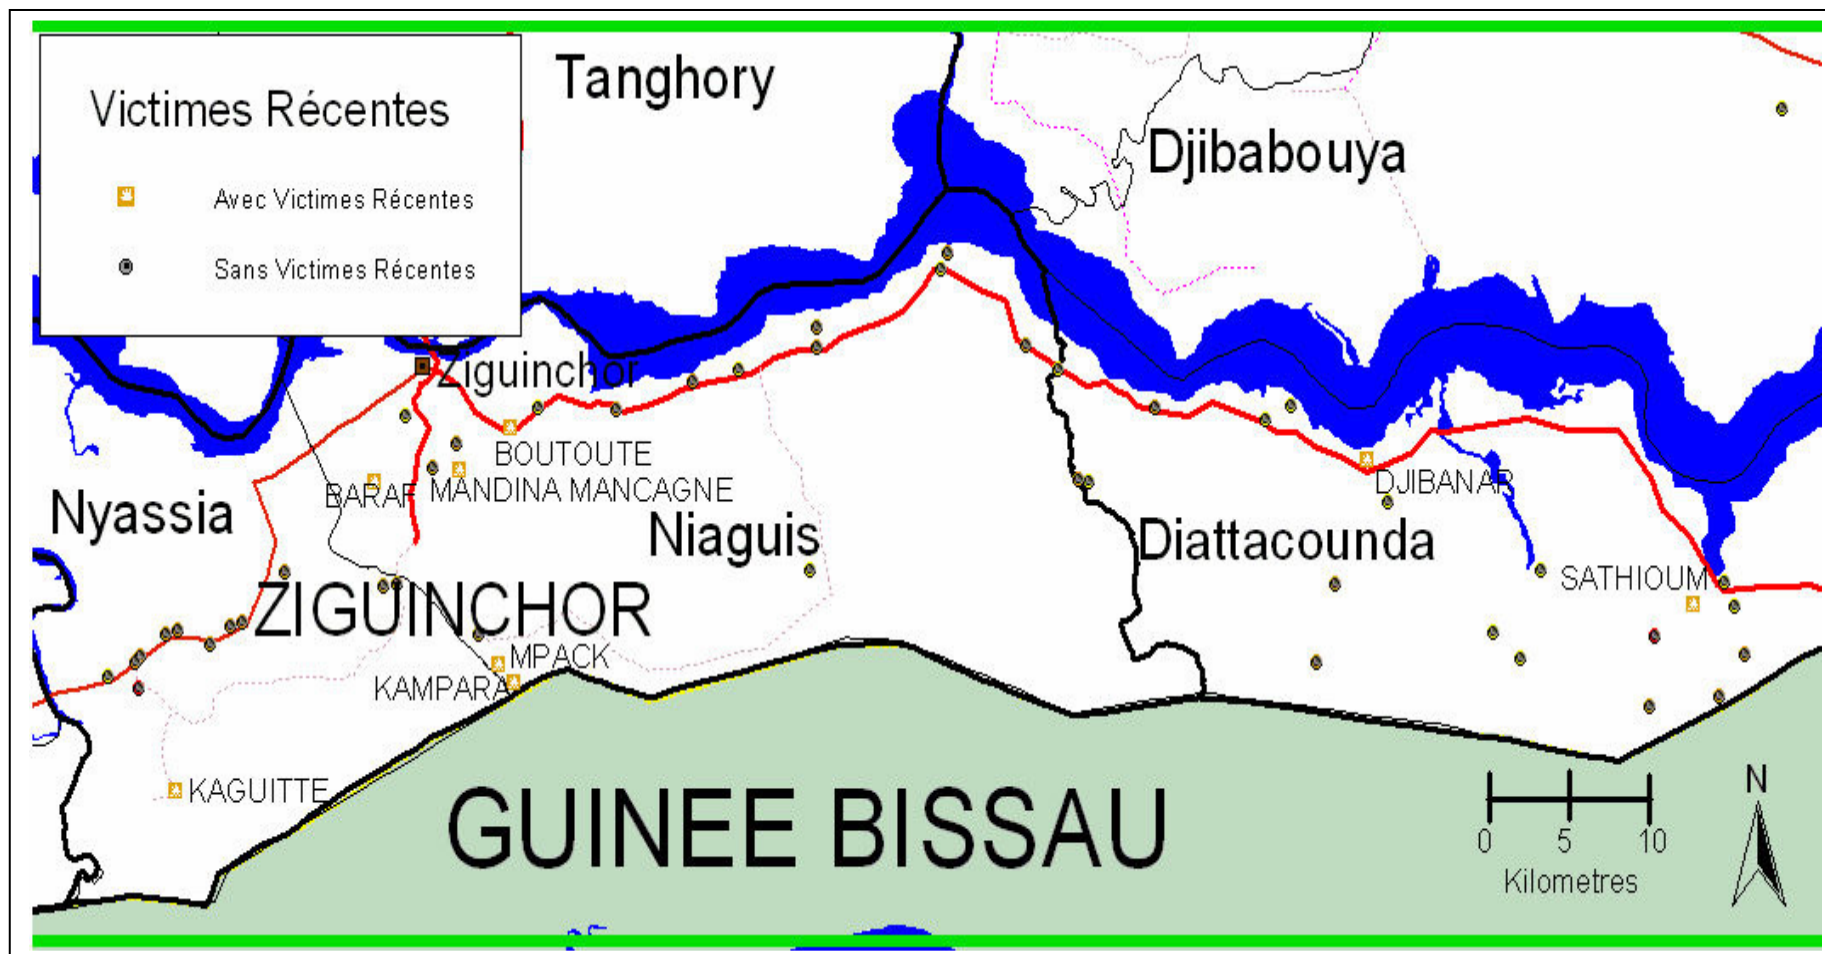 Tanghory
Victimes Récentes
Avec Victimes Récentes
Sans Victimes Récentes
Djibabouya
Ziguinchor
BOUTOUTE
BARAF
MANDINA MANCAGNE
DJIBANAR
Nyassia
Niaguis
Diattacounda
SATHIOUM
ZIGUINCHOR
MPACK
KAMPARA
KAGUITTE
GUINEE BISSAU
N
0 5 10
Kilometres